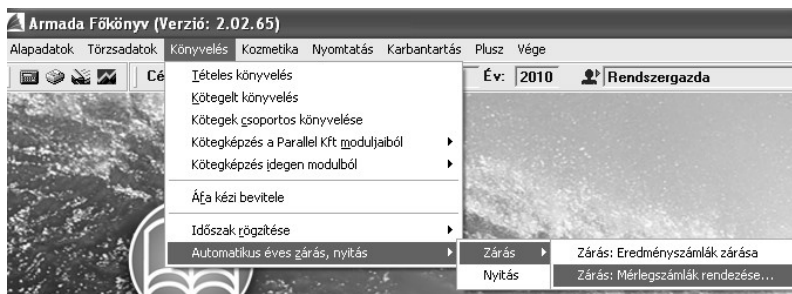 Armada Főkönyv (Verzió: 2.02.65)
Alapadatok Törzsadatok Könyvelés Kozmetika Nyomtatás Karbantartás Plusz Vége
Cé Év: 2010 Rendszergazda
Tételes könyvelés
Kötegelt könyvelés
Kötegek csoportos könyvelése
Kötegképzés a Parallel Kft moduljaiból
Kötegképzés idegen modulból
Áfa kézi bevitele
Időszak rögzítése
Automatikus éves zárás, nyitás Zárás Zárás: Eredményszámlák zárása
Nyitás Zárás: Mérlegszámlák rendezése...